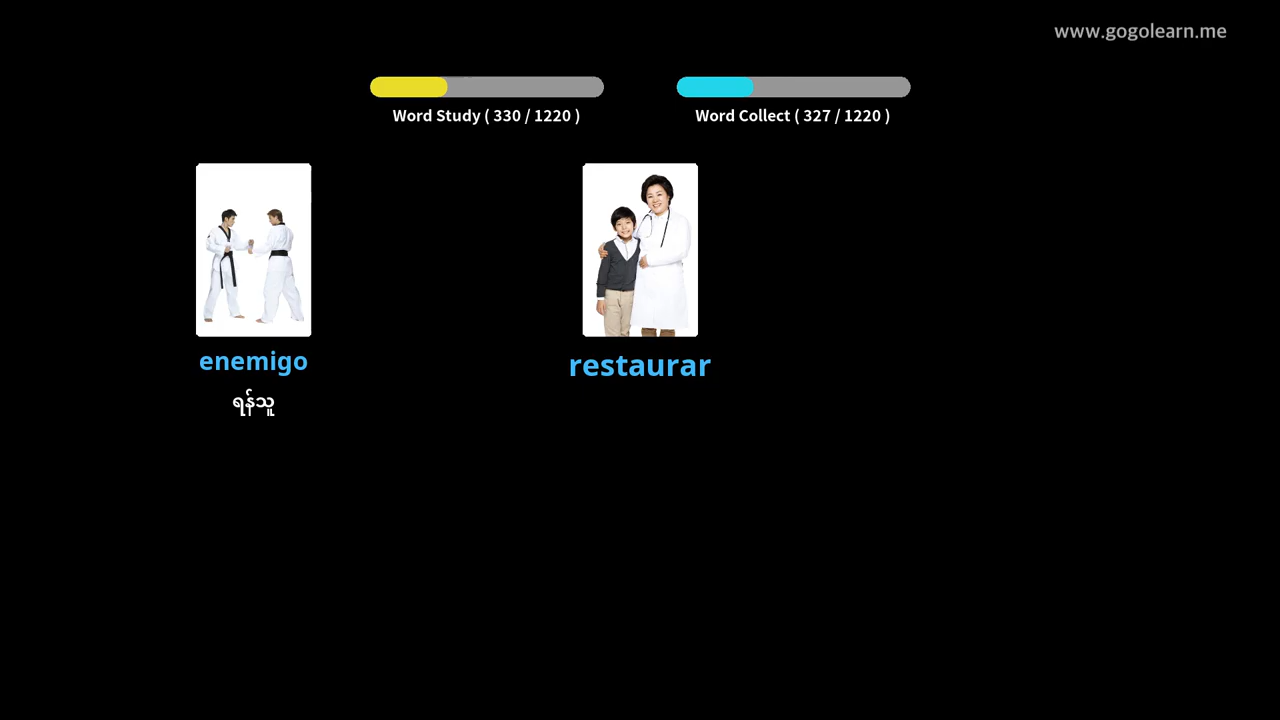 www.gogolearn.me
Word Study ( 330 / 1220 )
Word Collect ( 327 / 1220 )
enemigo
ရန်သူ
restaurar